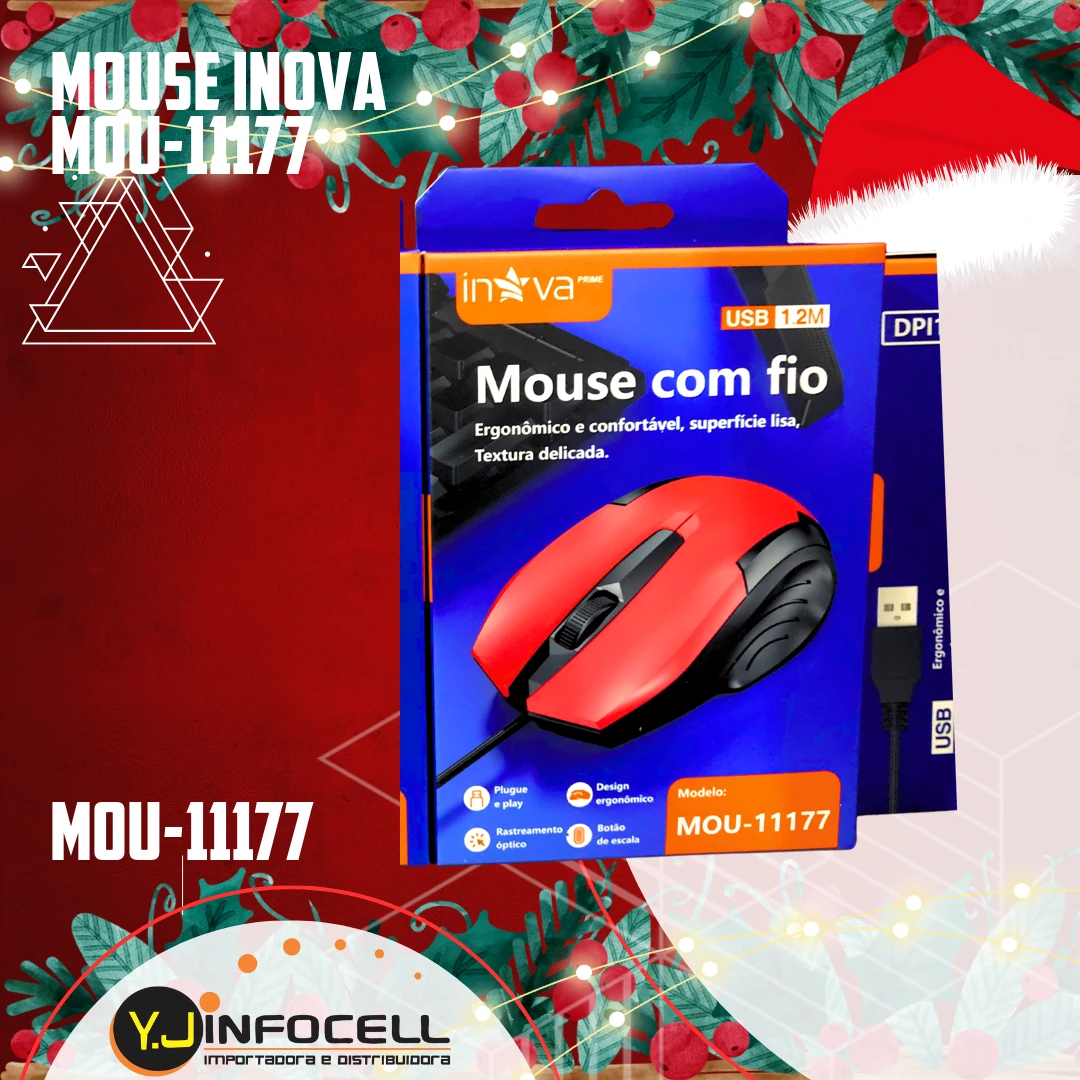 MOUSE INOVA
MOU-11177
inova PRIME
USB 1.2M
DPI
Mouse com fio
Ergonômico e confortável, superfície lisa,
Textura delicada.
Plugue
e play
Design
ergonômico
Rastreamento
óptico
Botão
de escala
Modelo:
MOU-11177
Ergonômico e
USB
MOU-11177
Y.J INFOCELL
IMPORTADORA E DISTRIBUIDORA